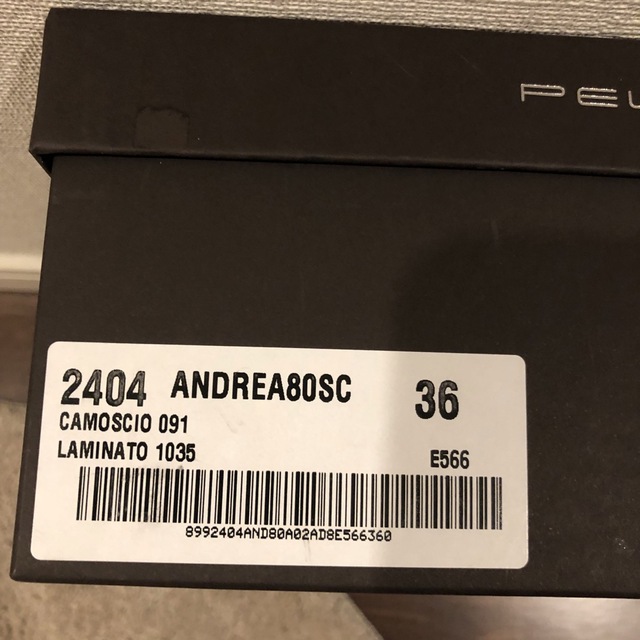 2404 ANDREA80SC 36
CAMOSCIO 091
LAMINATO 1035 E566
8992404AND80A02AD8E566360